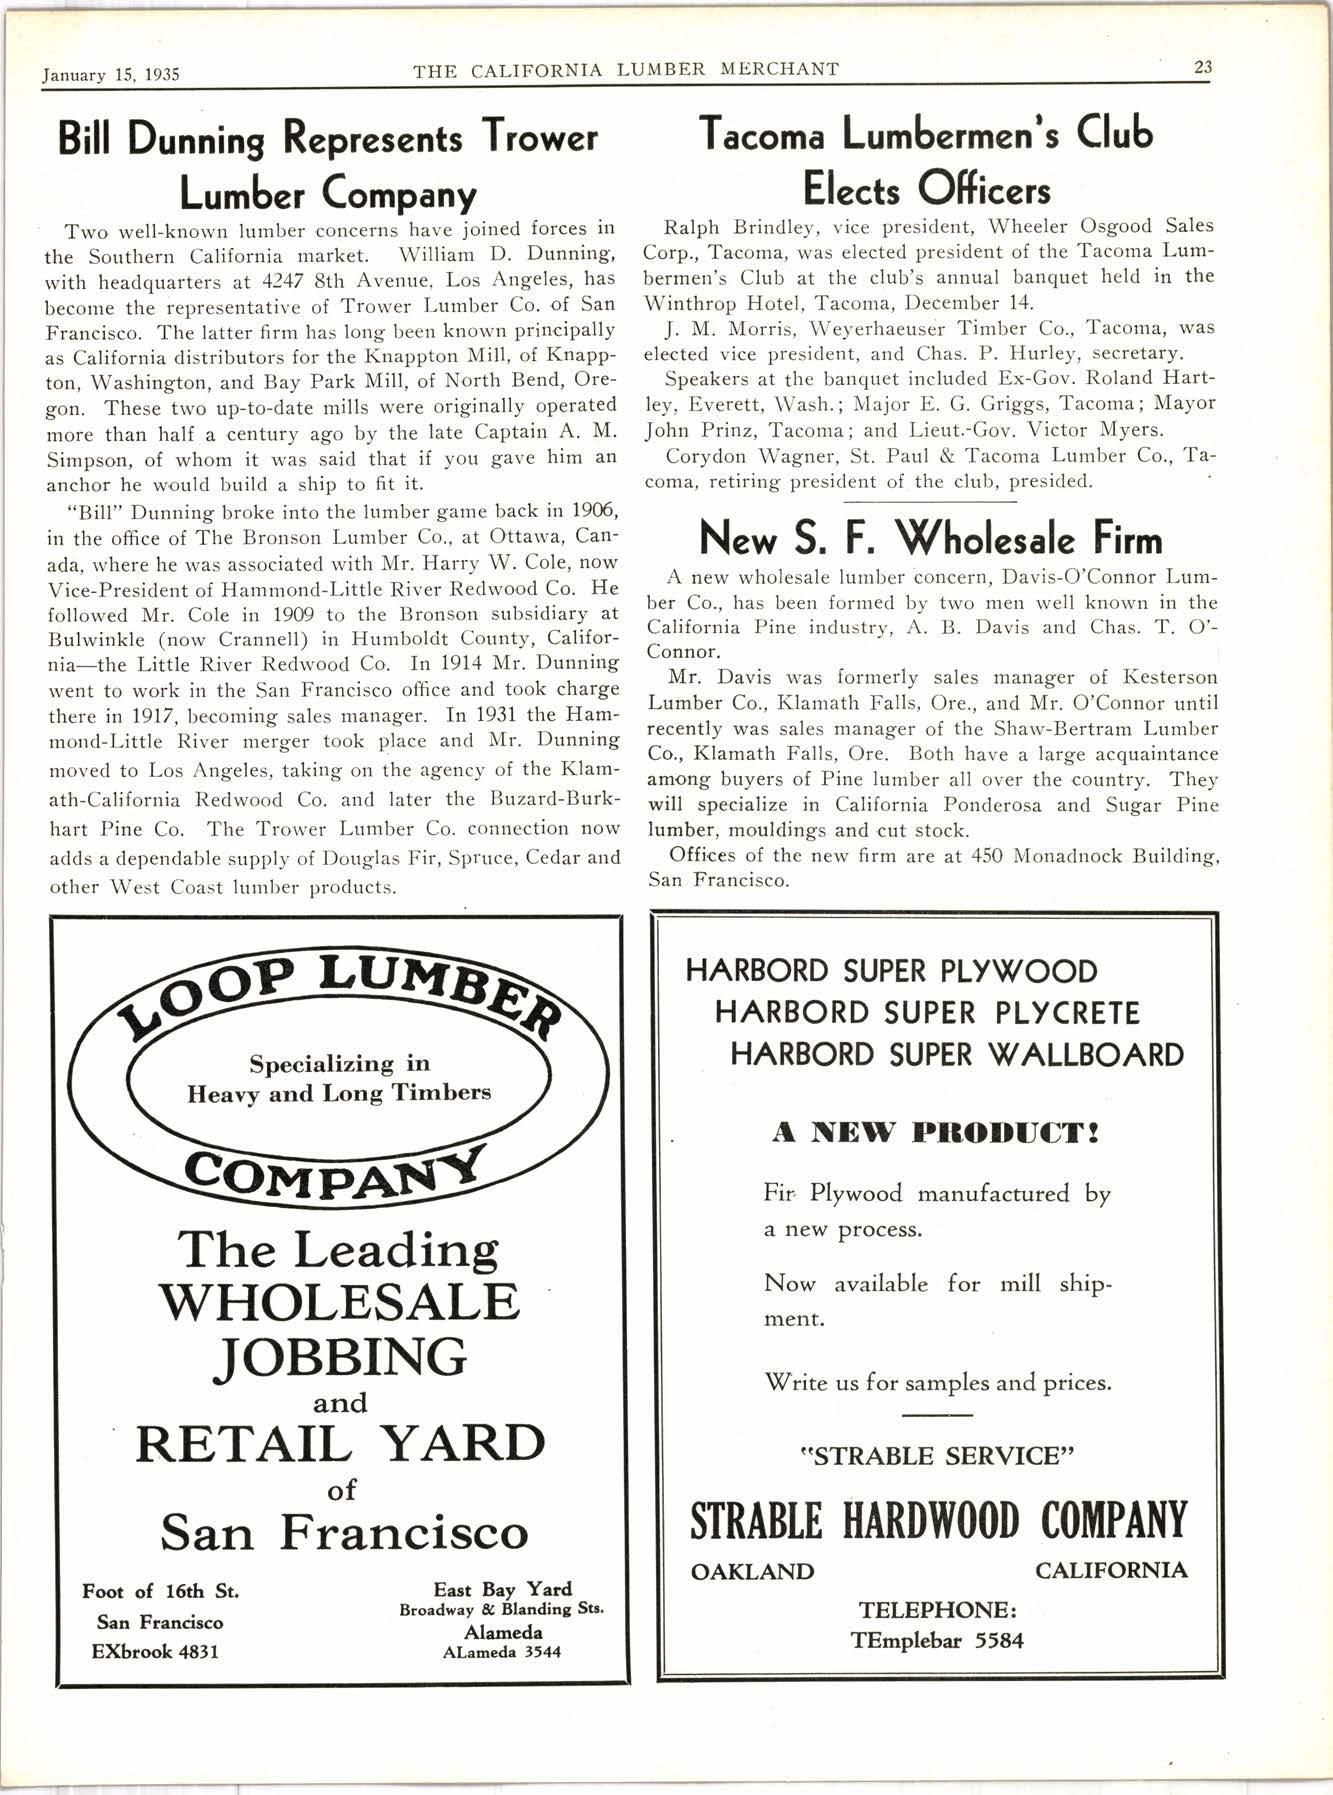 January 15, 1935
THE CALIFORNIA LUMBER MERCHANT
23
Bill Dunning Represents Trower
Lumber Company
Two well-known lumber concerns have joined forces in
the Southern California market. William D. Dunning,
with headquarters at 4247 8th Avenue, Los Angeles, has
become the representative of Trower Lumber Co. of San
Francisco. The latter firm has long been known principally
as California distributors for the Knappton Mill, of Knapp-
ton, Washington, and Bay Park Mill, of North Bend, Ore-
gon. These two up-to-date mills were originally operated
more than half a century ago by the late Captain A. M.
Simpson, of whom it was said that if you gave him an
anchor he would build a ship to fit it.
"Bill" Dunning broke into the lumber game back in 1906,
in the office of The Bronson Lumber Co., at Ottawa, Can-
ada, where he was associated with Mr. Harry W. Cole, now
Vice-President of Hammond-Little River Redwood Co. He
followed Mr. Cole in 1909 to the Bronson subsidiary at
Bulwinkle (now Crannell) in Humboldt County, Califor-
nia—the Little River Redwood Co. In 1914 Mr. Dunning
went to work in the San Francisco office and took charge
there in 1917, becoming sales manager. In 1931 the Ham-
mond-Little River merger took place and Mr. Dunning
moved to Los Angeles, taking on the agency of the Klam-
ath-California Redwood Co. and later the Buzard-Burk-
hart Pine Co. The Trower Lumber Co. connection now
adds a dependable supply of Douglas Fir, Spruce, Cedar and
other West Coast lumber products.
Tacoma Lumbermen's Club
Elects Officers
Ralph Brindley, vice president, Wheeler Osgood Sales
Corp., Tacoma, was elected president of the Tacoma Lum-
bermen's Club at the club's annual banquet held in the
Winthrop Hotel, Tacoma, December 14.
J. M. Morris, Weyerhaeuser Timber Co., Tacoma, was
elected vice president, and Chas. P. Hurley, secretary.
Speakers at the banquet included Ex-Gov. Roland Hart-
ley, Everett, Wash.; Major E. G. Griggs, Tacoma; Mayor
John Prinz, Tacoma; and Lieut.-Gov. Victor Myers.
Corydon Wagner, St. Paul & Tacoma Lumber Co., Ta-
coma, retiring president of the club, presided.
New S. F. Wholesale Firm
A new wholesale lumber concern, Davis-O'Connor Lum-
ber Co., has been formed by two men well known in the
California Pine industry, A. B. Davis and Chas. T. O'-
Connor.
Mr. Davis was formerly sales manager of Kesterson
Lumber Co., Klamath Falls, Ore., and Mr. O'Connor until
recently was sales manager of the Shaw-Bertram Lumber
Co., Klamath Falls, Ore. Both have a large acquaintance
among buyers of Pine lumber all over the country. They
will specialize in California Ponderosa and Sugar Pine
lumber, mouldings and cut stock.
Offices of the new firm are at 450 Monadnock Building,
San Francisco.
LOOP LUMBER
Specializing in
Heavy and Long Timbers
COMPANY
The Leading
WHOLESALE
JOBBING
and
RETAIL YARD
of
San Francisco
Foot of 16th St.
San Francisco
EXbrook 4831
East Bay Yard
Broadway & Blanding Sts.
Alameda
ALameda 3544
HARBORD SUPER PLYWOOD
HARBORD SUPER PLYCRETE
HARBORD SUPER WALLBOARD
A NEW PRODUCT!
Fir Plywood manufactured by
a new process.
Now available for mill ship-
ment.
Write us for samples and prices.
"STRABLE SERVICE"
STRABLE HARDWOOD COMPANY
OAKLAND CALIFORNIA
TELEPHONE:
TEmplebar 5584